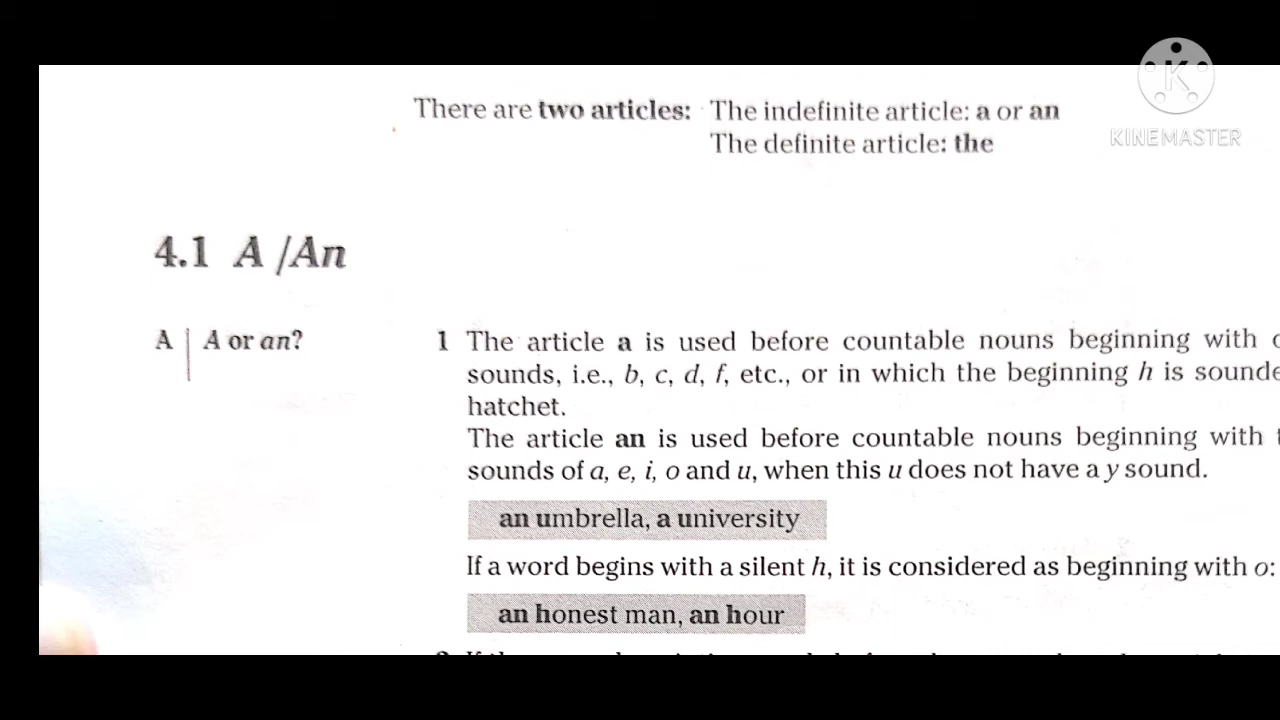 There are two articles: The indefinite article: a or an
The definite article: the
KINEMASTER
4.1 A /An
A | A or an?
1 The article a is used before countable nouns beginning with
sounds, i.e., b, c, d, f, etc., or in which the beginning h is sounde
hatchet.
The article an is used before countable nouns beginning with
sounds of a, e, i, o and u, when this u does not have a y sound.
an umbrella, a university
If a word begins with a silent h, it is considered as beginning with o:
an honest man, an hour